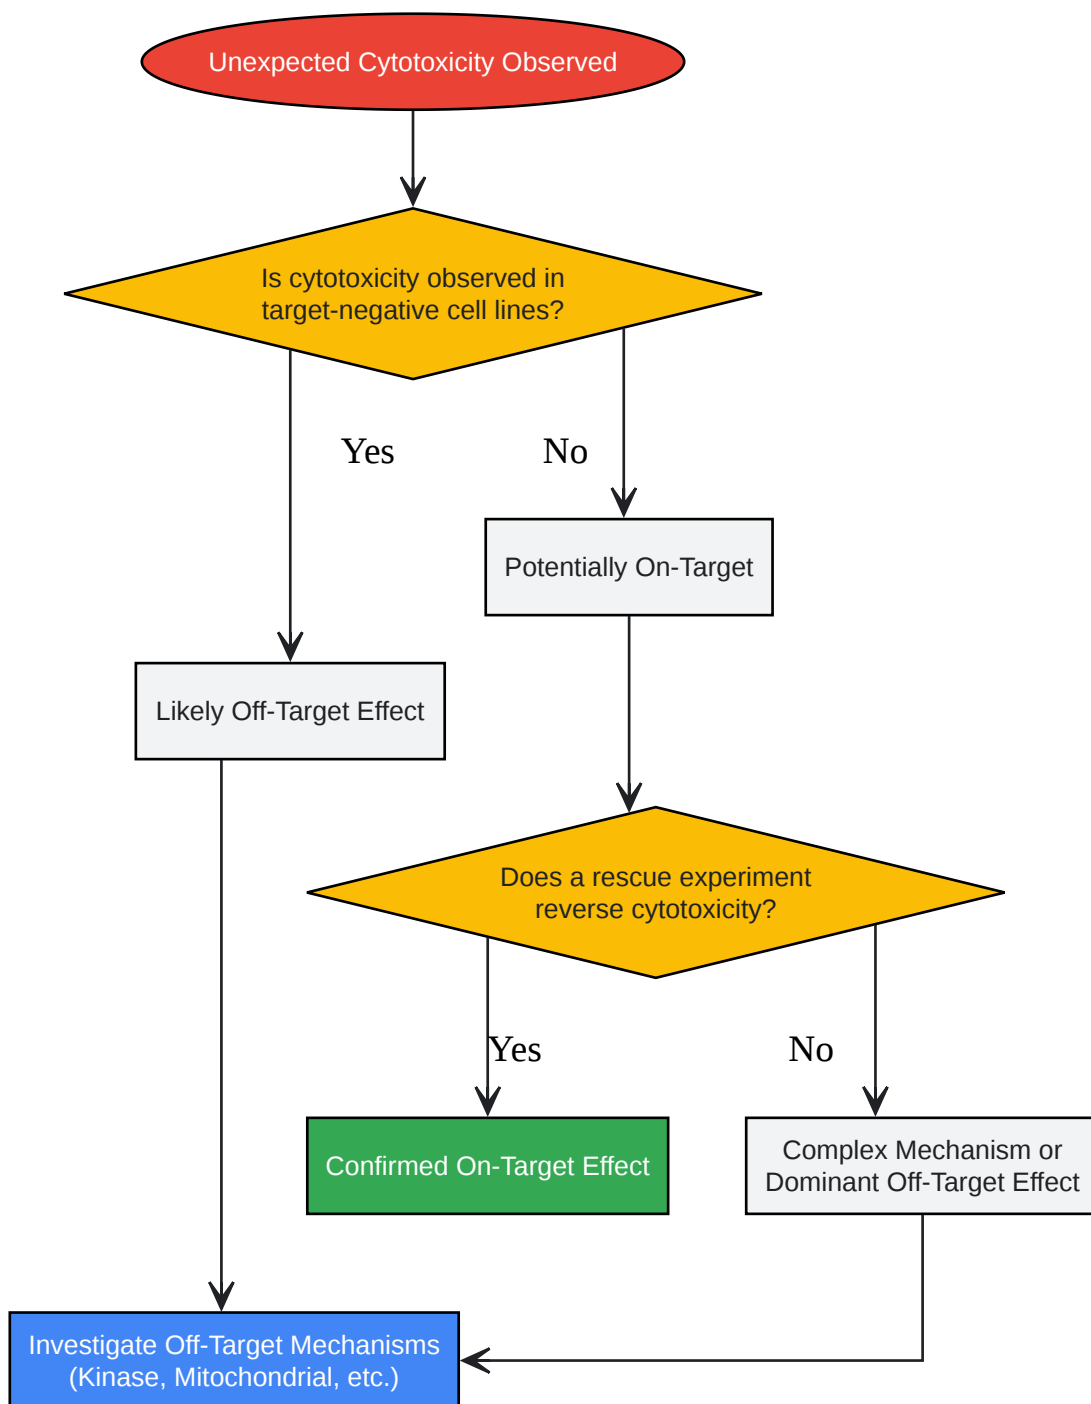 Unexpected Cytotoxicity Observed
Is cytotoxicity observed in
target-negative cell lines?
Yes
No
Potentially On-Target
Likely Off-Target Effect
Does a rescue experiment
reverse cytotoxicity?
Yes
No
Confirmed On-Target Effect
Complex Mechanism or
Dominant Off-Target Effect
Investigate Off-Target Mechanisms
(Kinase, Mitochondrial, etc.)